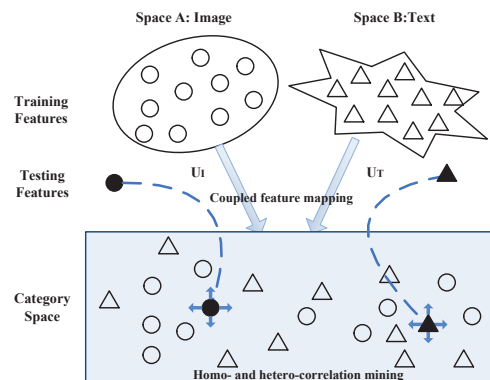 Space A: Image
Space B:Text
Training
Features
UI
UT
Testing
Features
Coupled feature mapping
Category
Space
Homo- and hetero-correlation mining